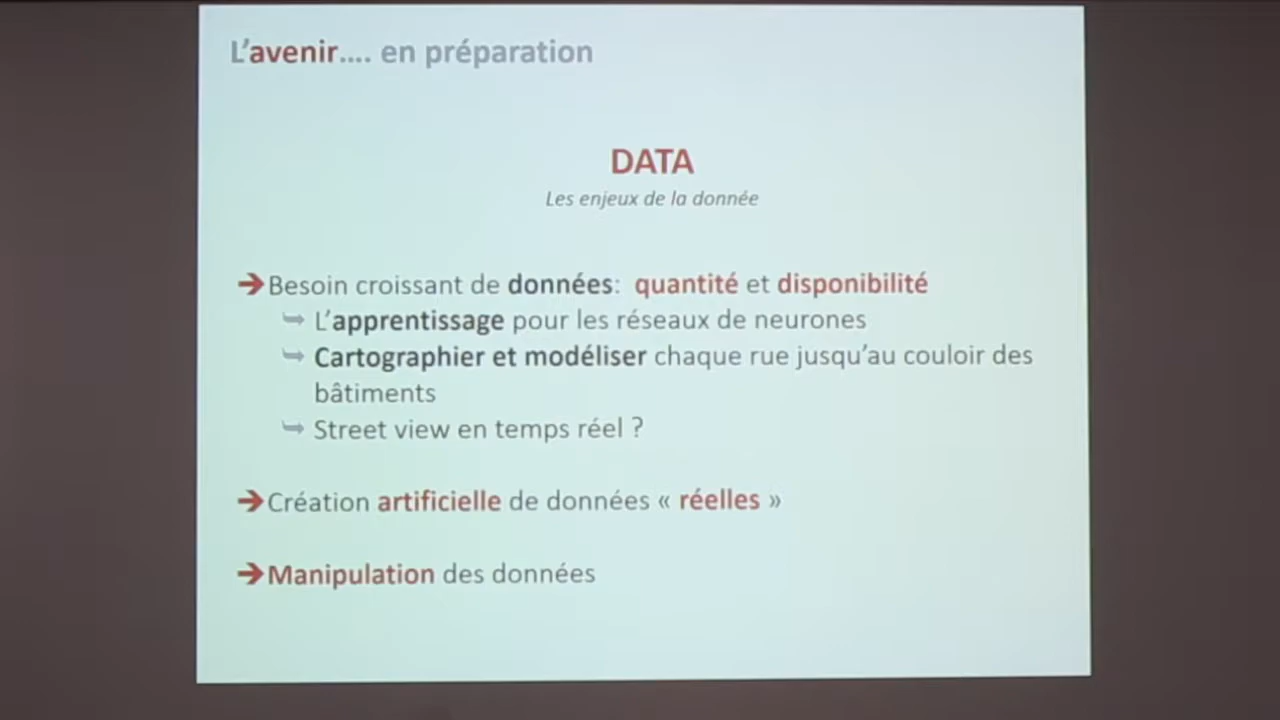 L'avenir.... en préparation
DATA
Les enjeux de la donnée
➔Besoin croissant de données: quantité et disponibilité
L'apprentissage pour les réseaux de neurones
Cartographier et modéliser chaque rue jusqu'au couloir des
bâtiments
Street view en temps réel ?
➔Création artificielle de données « réelles »
➔Manipulation des données